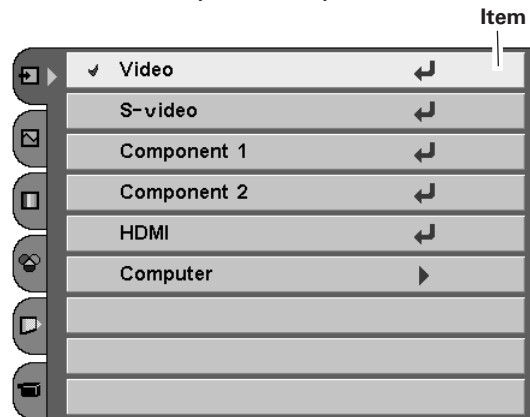 Item
Video
S-video
Component 1
Component 2
HDMI
Computer